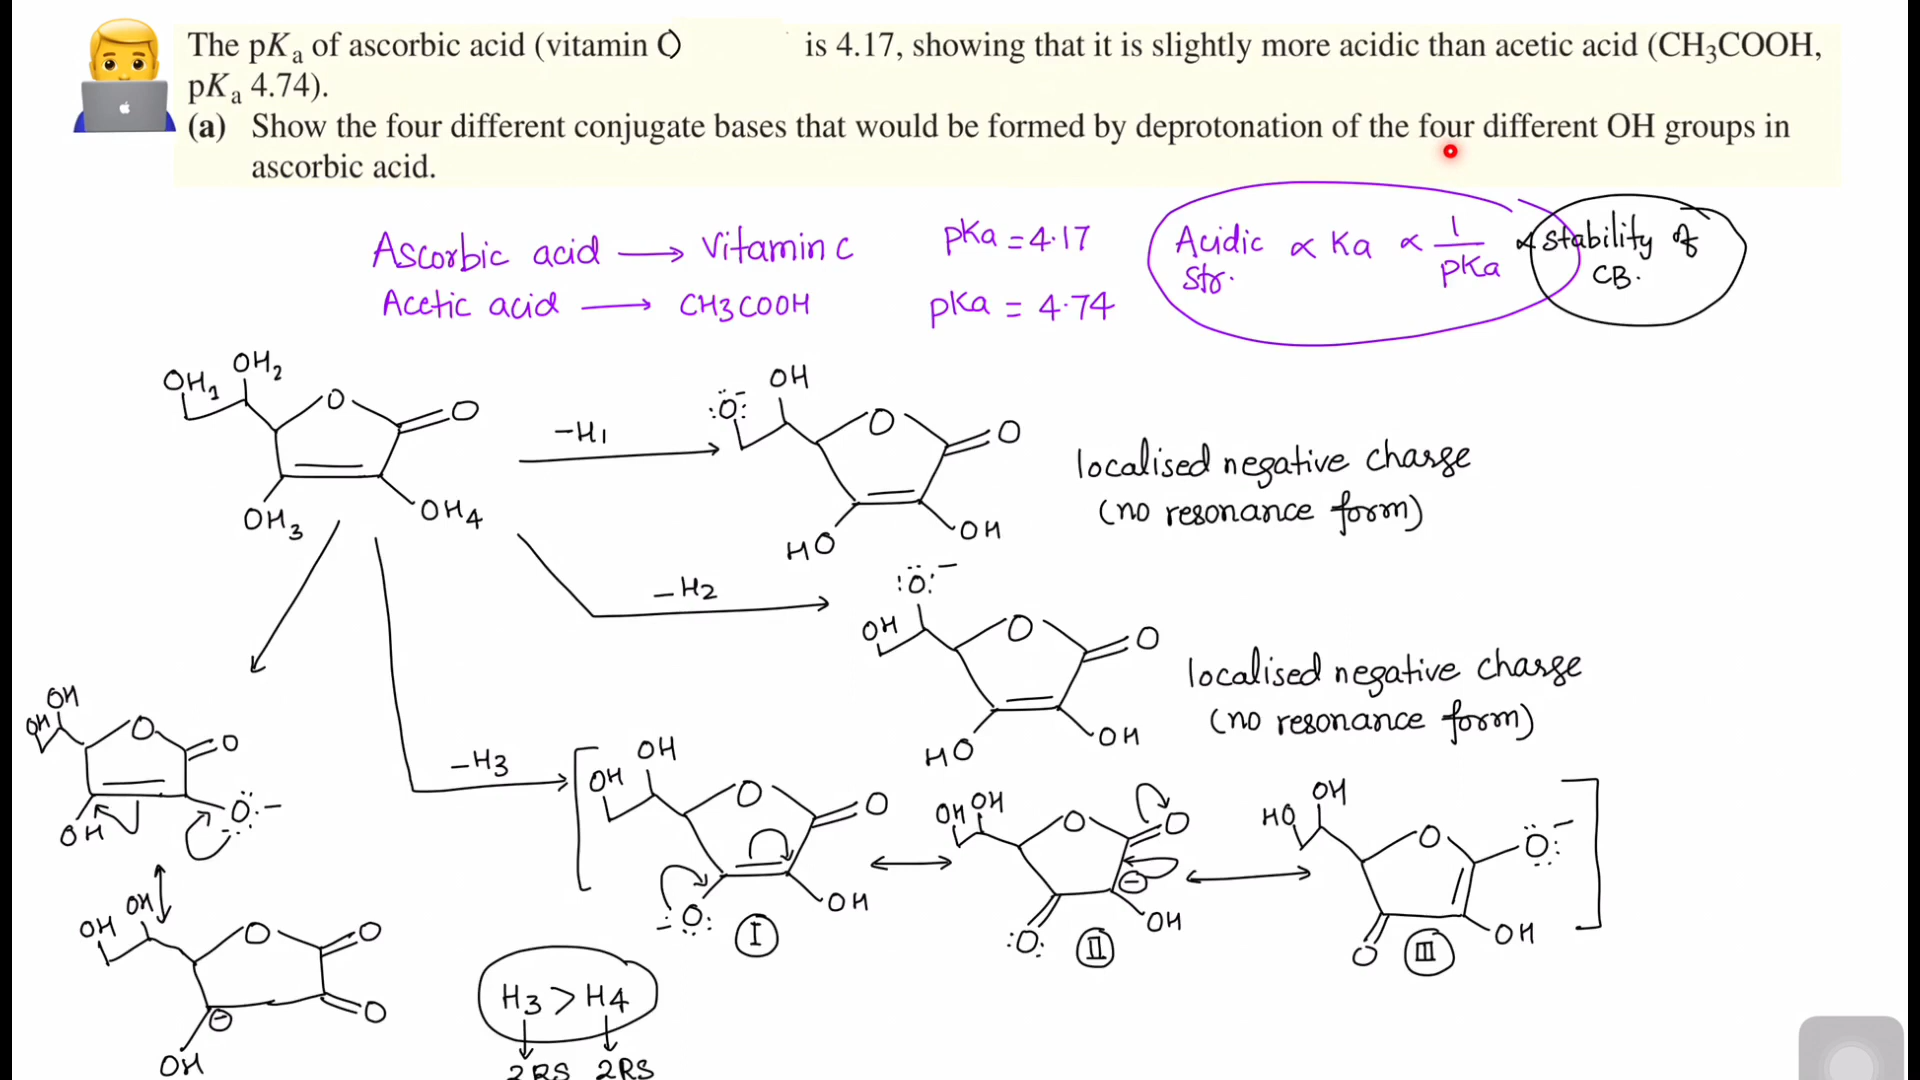 The pKa of ascorbic acid (vitamin C) is 4.17, showing that it is slightly more acidic than acetic acid (CH₃COOH,
pKa 4.74).
(a) Show the four different conjugate bases that would be formed by deprotonation of the four different OH groups in
ascorbic acid.
Ascorbic acid ⟶ Vitamin c pKa = 4.17
Acetic acid ⟶ CH3COOH pKa = 4.74
Acidic str. ∝ Ka ∝ 1/pKa ∝ stability of CB.
OH1 OH2 O O
OH3 OH4
-H1
:Ö:⁻ OH O O
HO OH
localised negative charge
(no resonance form)
-H2
:Ö:⁻
OH O O
HO OH
localised negative charge
(no resonance form)
OH
OH O O
OH Ö:⁻
-H3
OH
OH O O
⁻:Ö: OH
I
OH OH O O
:O: ⊖ OH
II
HO OH O Ö:⁻
O OH
III
OH OH O O
⊖ O
OH
H3 > H4
2RS 2RS